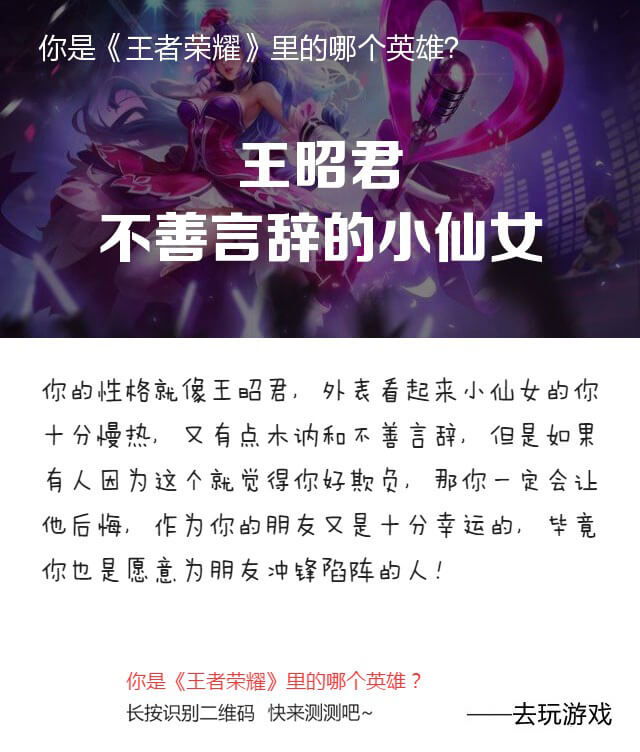 你是《王者荣耀》里的哪个英雄？
王昭君
不善言辞的小仙女
你的性格就像王昭君，外表看起来小仙女的你
十分慢热，又有点木讷和不善言辞，但是如果
有人因为这个就觉得你好欺负，那你一定会让
他后悔，作为你的朋友又是十分幸运的，毕竟
你也是愿意为朋友冲锋陷阵的人！
你是《王者荣耀》里的哪个英雄？
长按识别二维码 快来测测吧~
——去玩游戏